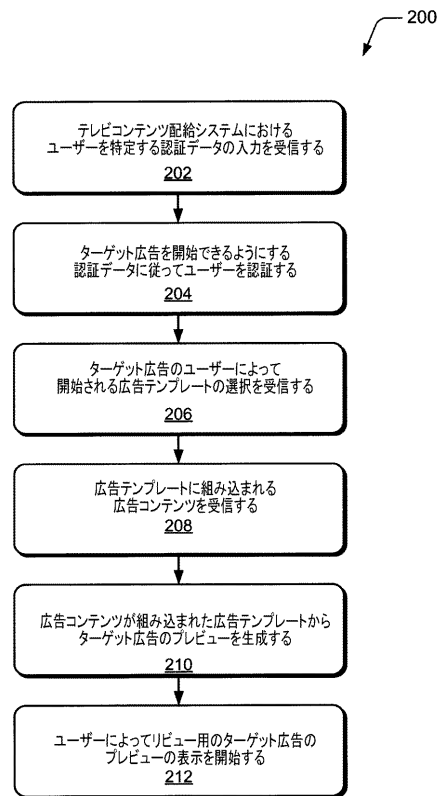 200
テレビコンテンツ配給システムにおける
ユーザーを特定する認証データの入力を受信する
202
ターゲット広告を開始できるようにする
認証データに従ってユーザーを認証する
204
ターゲット広告のユーザーによって
開始される広告テンプレートの選択を受信する
206
広告テンプレートに組み込まれる
広告コンテンツを受信する
208
広告コンテンツが組み込まれた広告テンプレートから
ターゲット広告のプレビューを生成する
210
ユーザーによってリビュー用のターゲット広告の
プレビューの表示を開始する
212